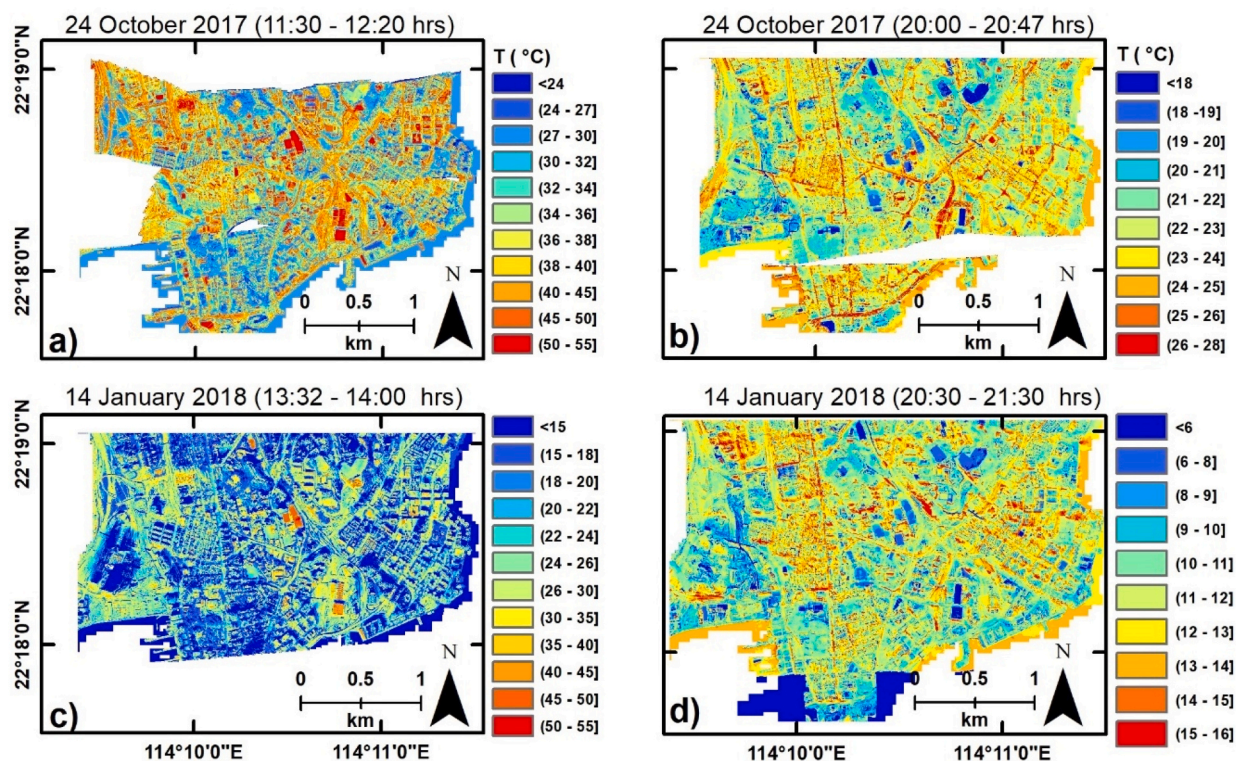 24 October 2017 (11:30 - 12:20 hrs)
22°19'0"N
22°18'0"N
T ( °C)
<24
(24 - 27]
(27 - 30]
(30 - 32]
(32 - 34]
(34 - 36]
(36 - 38]
(38 - 40]
(40 - 45]
(45 - 50]
(50 - 55]
N
0 0.5 1
km
a)
24 October 2017 (20:00 - 20:47 hrs)
T ( °C)
<18
(18 -19]
(19 - 20]
(20 - 21]
(21 - 22]
(22 - 23]
(23 - 24]
(24 - 25]
(25 - 26]
(26 - 28]
N
0 0.5 1
km
b)
14 January 2018 (13:32 - 14:00 hrs)
22°19'0"N
22°18'0"N
<15
(15 - 18]
(18 - 20]
(20 - 22]
(22 - 24]
(24 - 26]
(26 - 30]
(30 - 35]
(35 - 40]
(40 - 45]
(45 - 50]
(50 - 55]
N
0 0.5 1
km
c)
114°10'0"E 114°11'0"E
14 January 2018 (20:30 - 21:30 hrs)
<6
(6 - 8]
(8 - 9]
(9 - 10]
(10 - 11]
(11 - 12]
(12 - 13]
(13 - 14]
(14 - 15]
(15 - 16]
N
0 0.5 1
km
d)
114°10'0"E 114°11'0"E